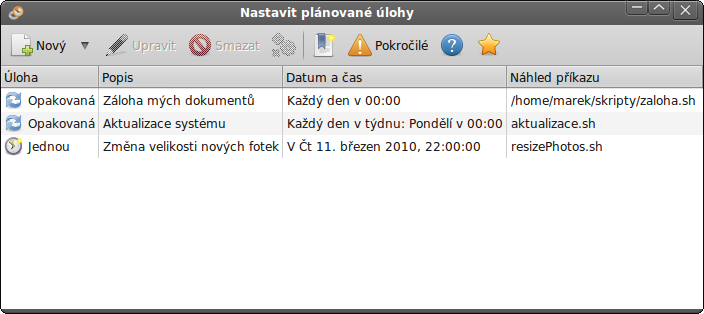 Nastavit plánované úlohy
Nový Upravit Smazat Pokročilé
Úloha Popis Datum a čas Náhled příkazu
Opakovaná Záloha mých dokumentů Každý den v 00:00 /home/marek/skripty/zaloha.sh
Opakovaná Aktualizace systému Každý den v týdnu: Pondělí v 00:00 aktualizace.sh
Jednou Změna velikosti nových fotek V Čt 11. březen 2010, 22:00:00 resizePhotos.sh